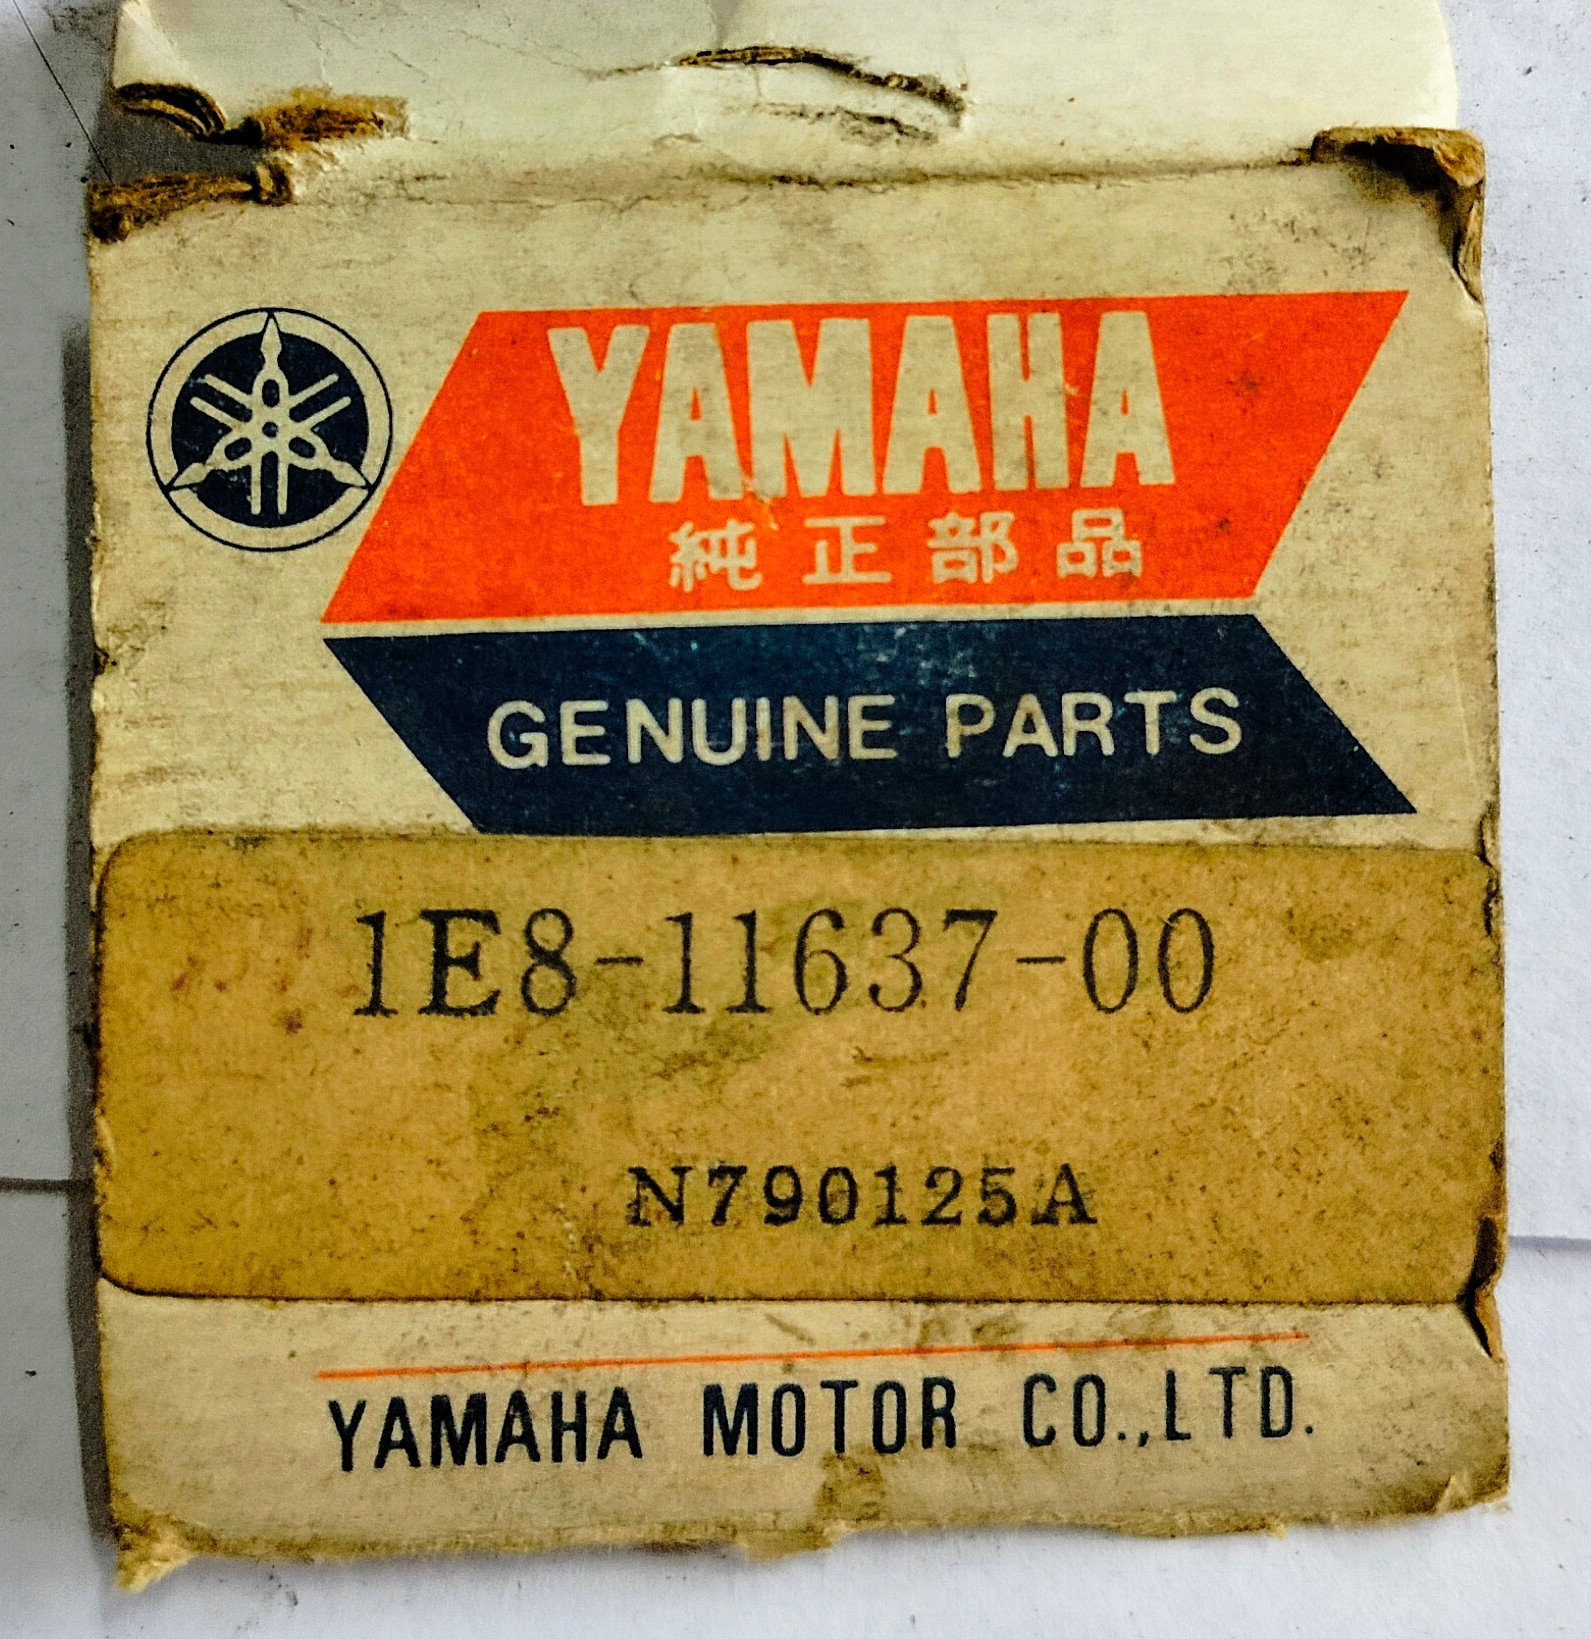 YAMAHA
純正部品
GENUINE PARTS
1E8-11637-00
N790125A
YAMAHA MOTOR CO.,LTD.